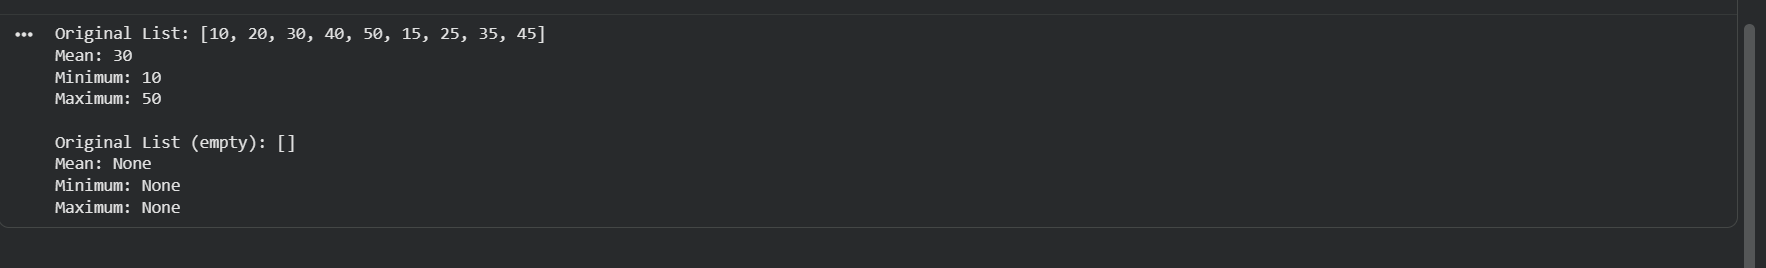 Original List: [10, 20, 30, 40, 50, 15, 25, 35, 45]
Mean: 30
Minimum: 10
Maximum: 50
Original List (empty): []
Mean: None
Minimum: None
Maximum: None